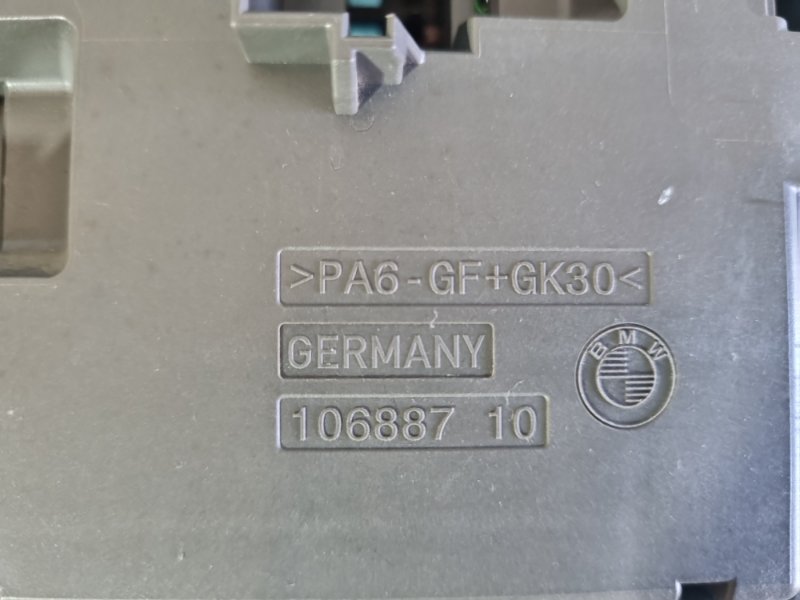 >PA6-GF+GK30<
GERMANY
BMW
106887 10